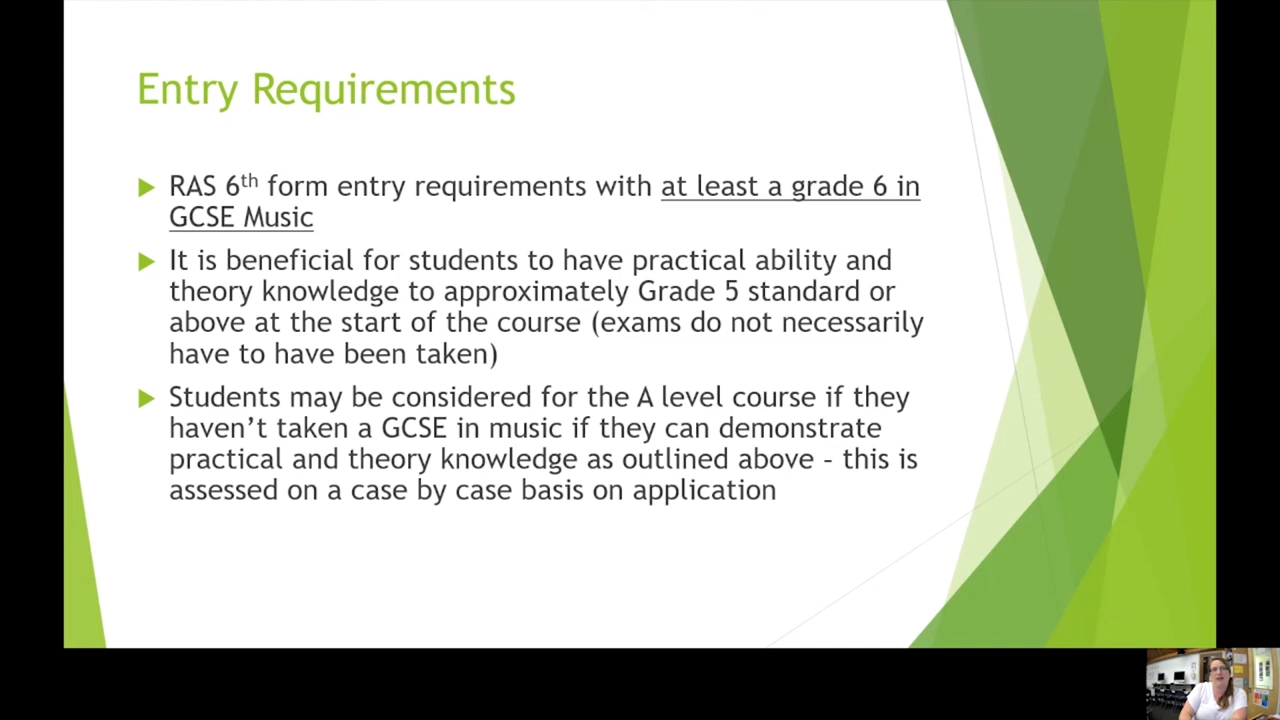 Entry Requirements
RAS 6th form entry requirements with at least a grade 6 in
GCSE Music
It is beneficial for students to have practical ability and
theory knowledge to approximately Grade 5 standard or
above at the start of the course (exams do not necessarily
have to have been taken)
Students may be considered for the A level course if they
haven’t taken a GCSE in music if they can demonstrate
practical and theory knowledge as outlined above – this is
assessed on a case by case basis on application